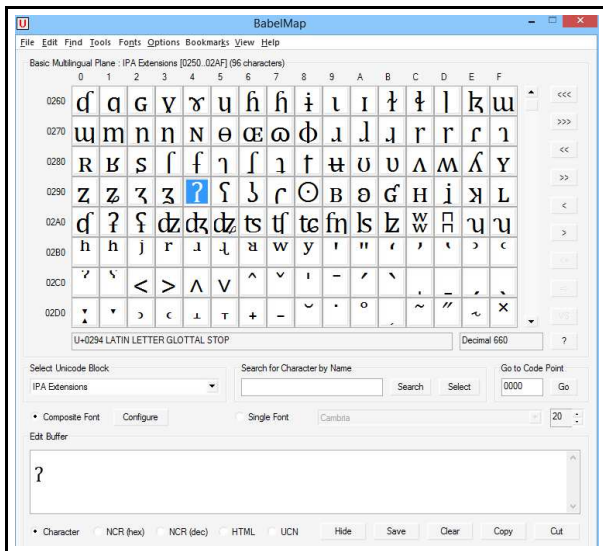 BabelMap
File Edit Find Tools Fonts Options Bookmarks View Help
Basic Multilingual Plane : IPA Extensions [0250..02AF] (96 characters)
0 1 2 3 4 5 6 7 8 9 A B C D E F
0260 ɠ ɡ ɢ ɣ ɤ ɥ ɦ ɧ ɨ ɩ ɪ ɫ ɬ ɭ ɮ ɯ <<<
0270 ɰ ɱ ɲ ɳ ɴ ɵ ɶ ɷ ɸ ɹ ɺ ɻ ɼ ɽ ɾ ɿ >>>
0280 ʀ ʁ ʂ ʃ ʄ ʅ ʆ ʇ ʈ ʉ ʊ ʋ ʌ ʍ ʎ ʏ <<
0290 ʐ ʑ ʒ ʓ ʔ ʕ ʖ ʗ ʘ ʙ ʚ ʛ ʜ ʝ ʞ ʟ >>
02A0 ʠ ʡ ʢ ʣ ʤ ʥ ʦ ʧ ʨ ʩ ʪ ʫ ʬ ʭ ʮ ʯ <
02B0 ʰ ʱ ʲ ʳ ʴ ʵ ʶ ʷ ʸ ʹ ʺ ʻ ʼ ʽ ʾ ʿ >
02C0 ˀ ˁ ˂ ˃ ˄ ˅ ˆ ˇ ˈ ˉ ˊ ˋ ˌ ˍ ˎ ˏ
02D0 ː ˑ ˒ ˓ ˔ ˕ ˖ ˗ ˘ ˙ ˚ ˛ ˜ ˝ ˞ ˟
U+0294 LATIN LETTER GLOTTAL STOP Decimal 660 ?
Select Unicode Block Search for Character by Name Go to Code Point
IPA Extensions Search Select 0000 Go
Composite Font Configure Single Font Cambria 20
Edit Buffer
ʔ
Character NCR (hex) NCR (dec) HTML UCN Hide Save Clear Copy Cut